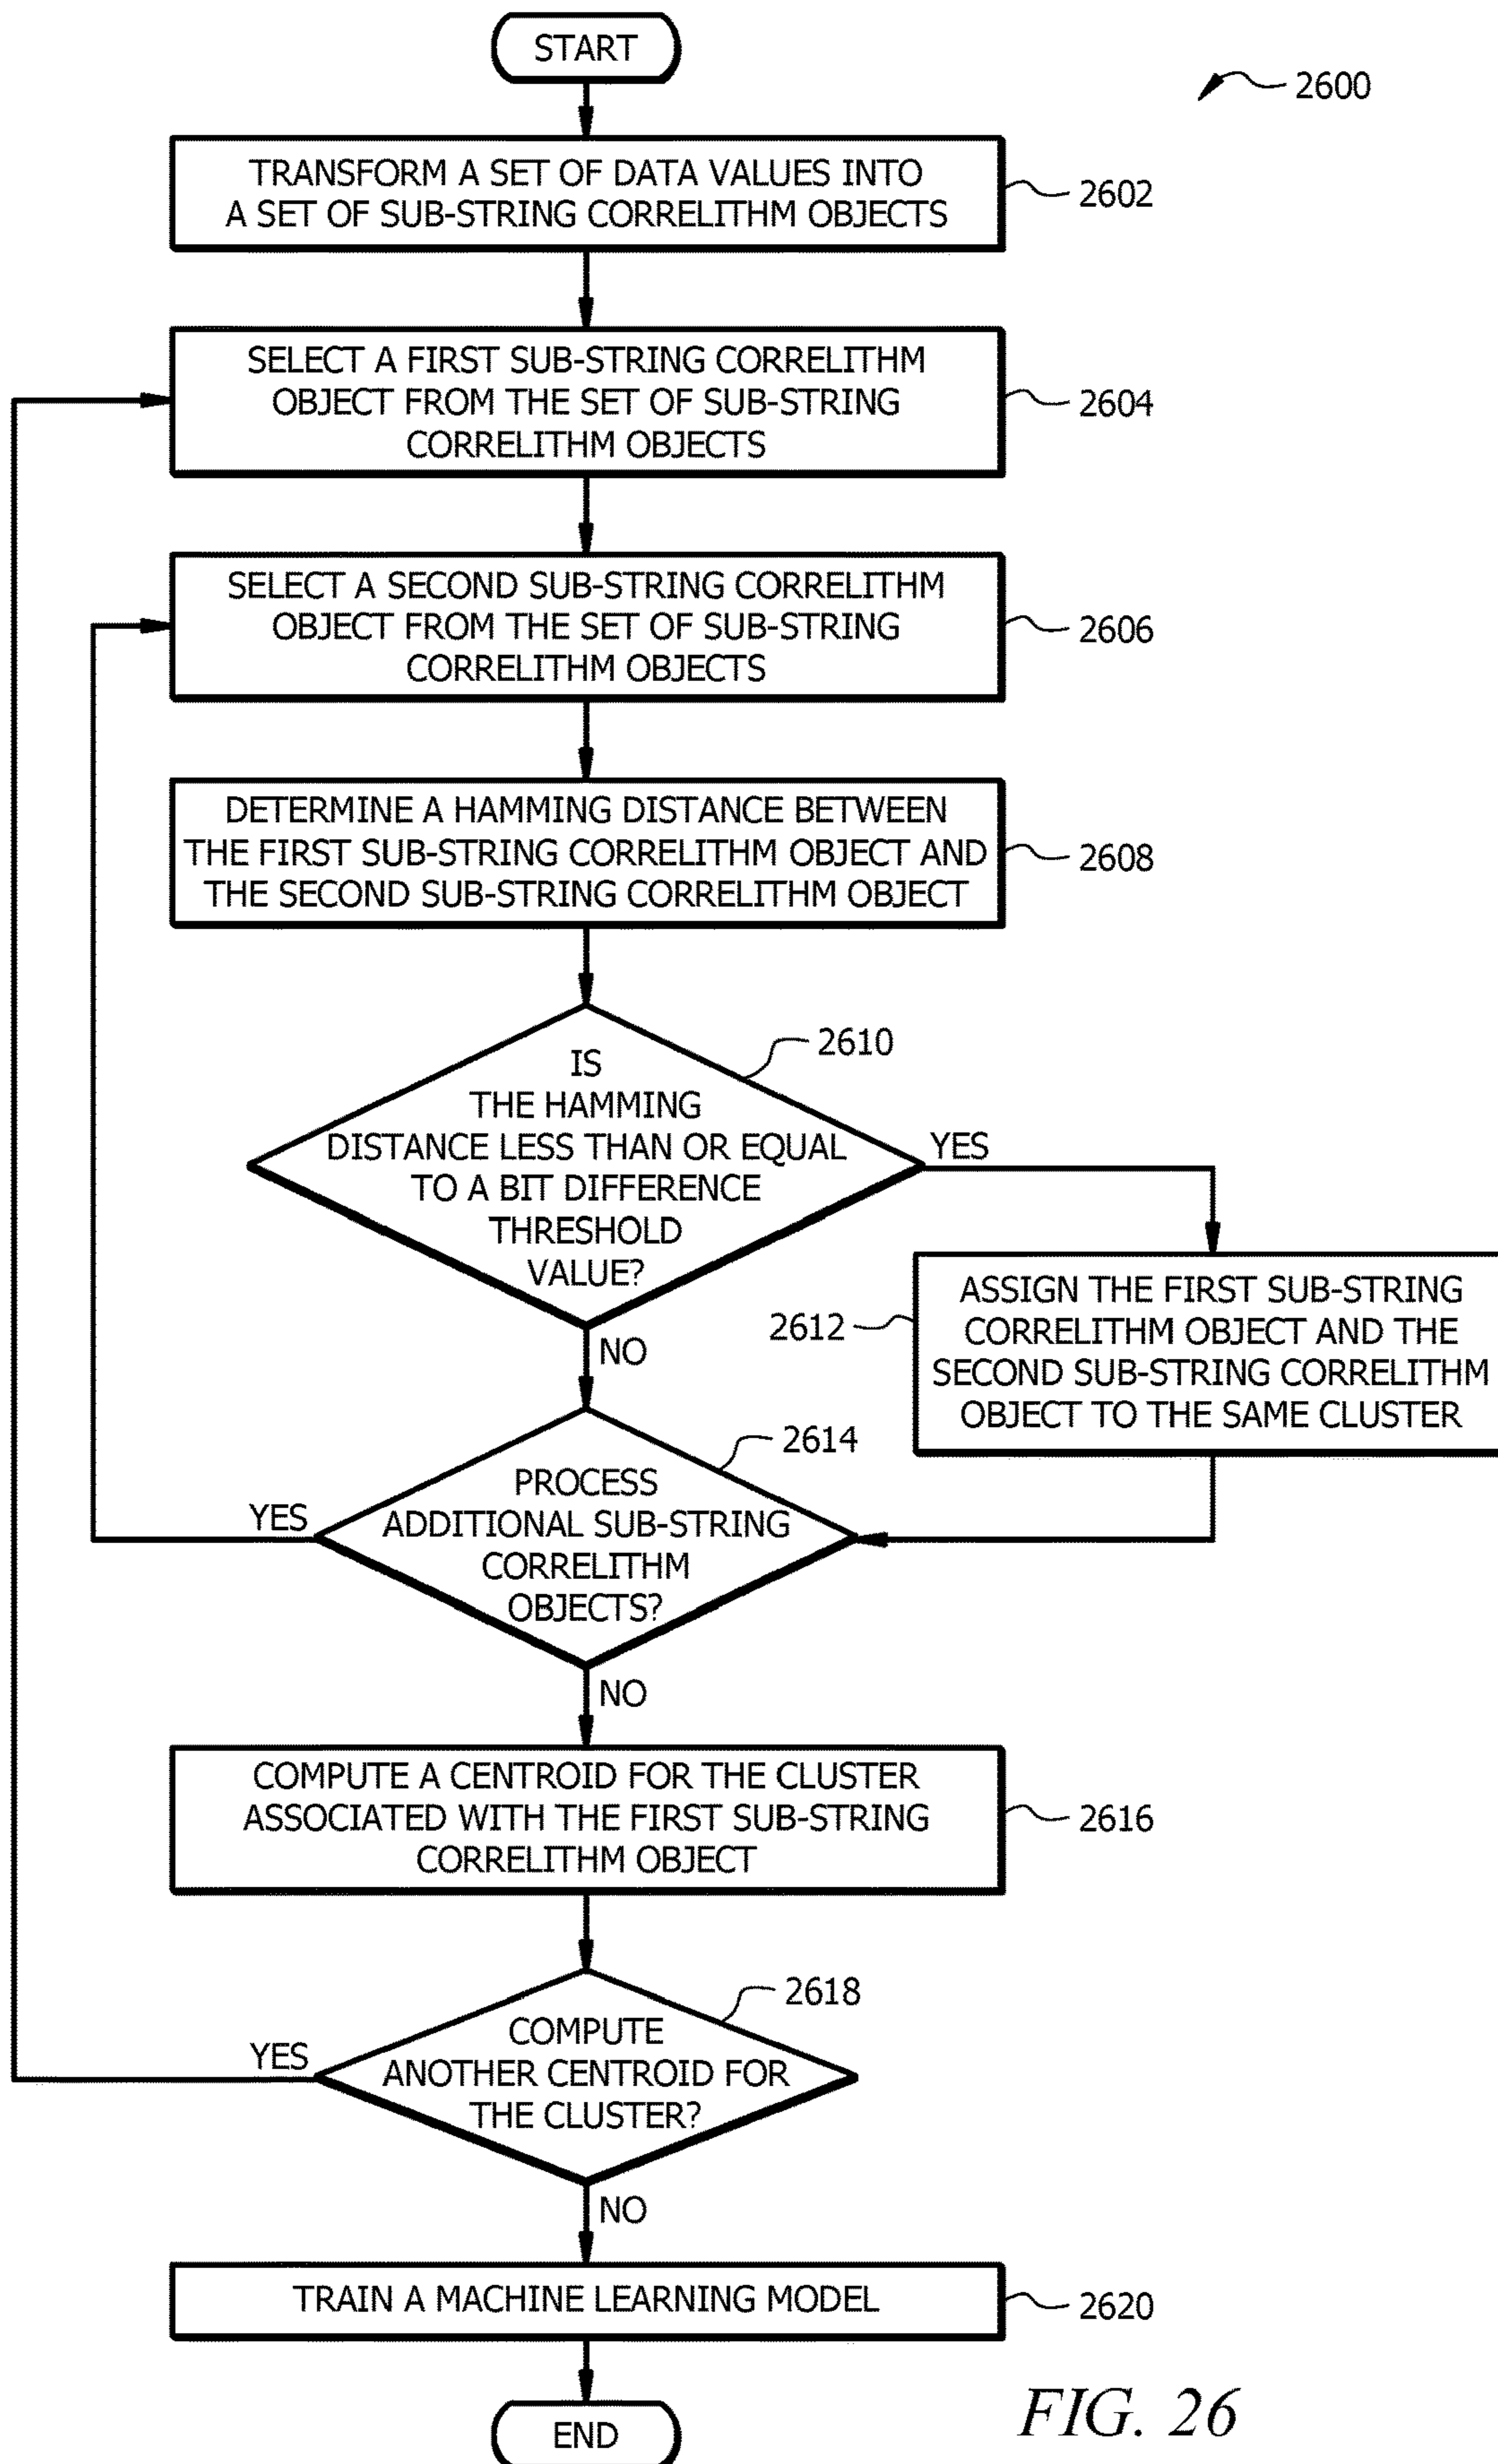 START
2600
TRANSFORM A SET OF DATA VALUES INTO
A SET OF SUB-STRING CORRELITHM OBJECTS
2602
SELECT A FIRST SUB-STRING CORRELITHM
OBJECT FROM THE SET OF SUB-STRING
CORRELITHM OBJECTS
2604
SELECT A SECOND SUB-STRING CORRELITHM
OBJECT FROM THE SET OF SUB-STRING
CORRELITHM OBJECTS
2606
DETERMINE A HAMMING DISTANCE BETWEEN
THE FIRST SUB-STRING CORRELITHM OBJECT AND
THE SECOND SUB-STRING CORRELITHM OBJECT
2608
2610
IS
THE HAMMING
DISTANCE LESS THAN OR EQUAL
TO A BIT DIFFERENCE
THRESHOLD
VALUE?
YES
NO
2612
ASSIGN THE FIRST SUB-STRING
CORRELITHM OBJECT AND THE
SECOND SUB-STRING CORRELITHM
OBJECT TO THE SAME CLUSTER
2614
PROCESS
ADDITIONAL SUB-STRING
CORRELITHM
OBJECTS?
YES
NO
COMPUTE A CENTROID FOR THE CLUSTER
ASSOCIATED WITH THE FIRST SUB-STRING
CORRELITHM OBJECT
2616
2618
COMPUTE
ANOTHER CENTROID FOR
THE CLUSTER?
YES
NO
TRAIN A MACHINE LEARNING MODEL
2620
END
FIG. 26